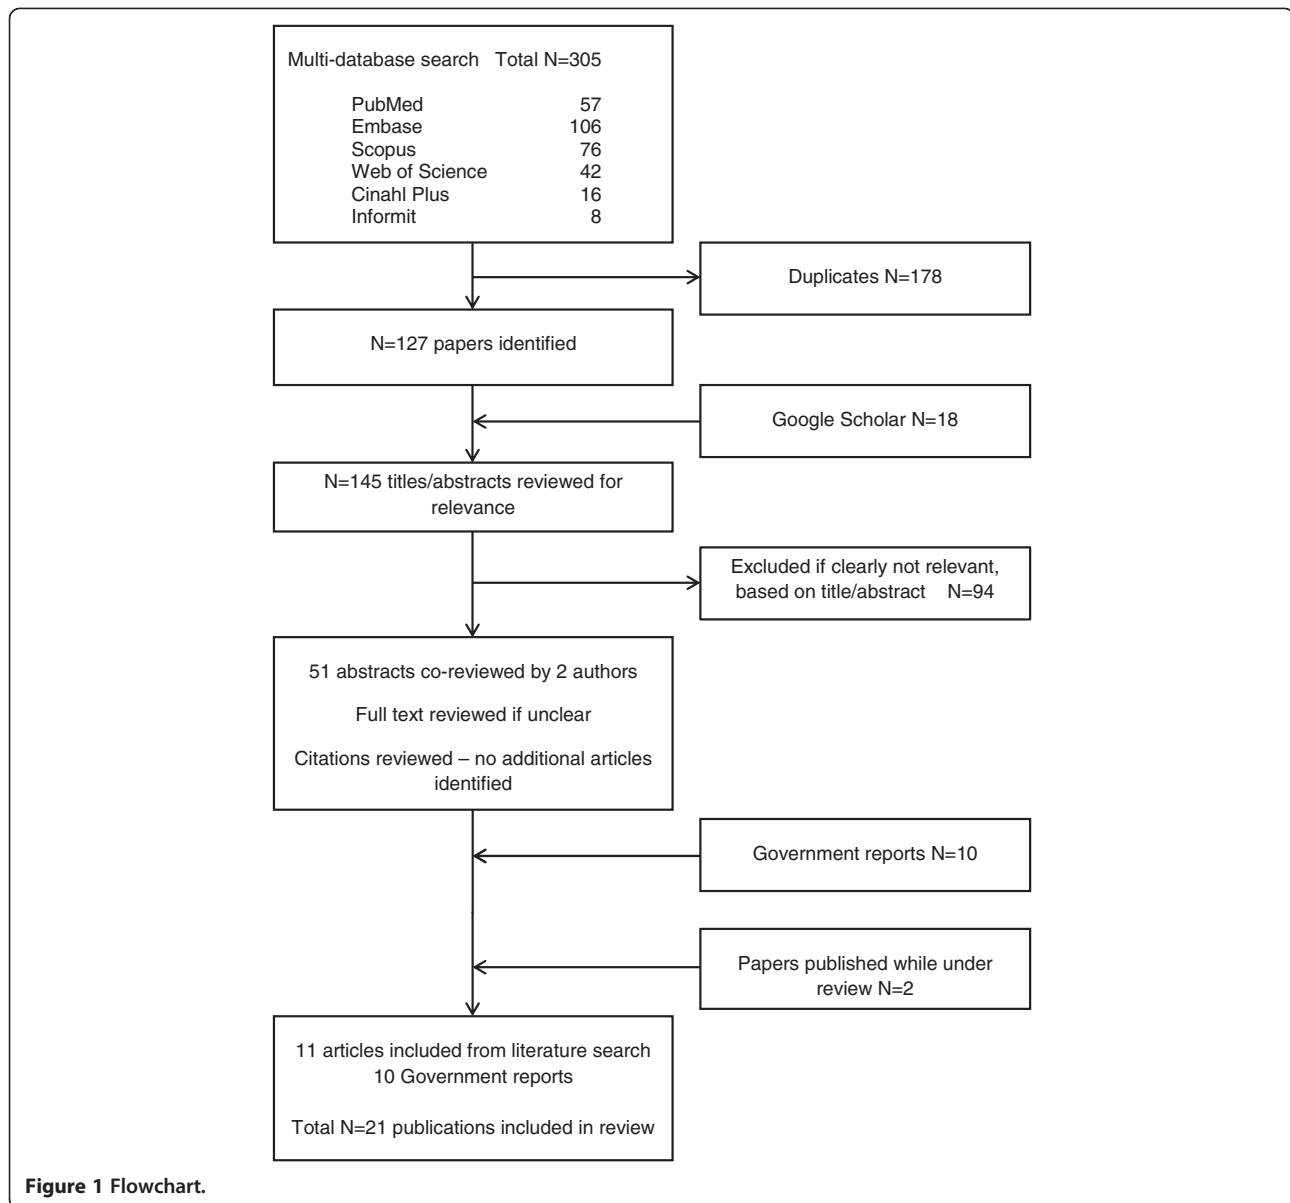 Multi-database search Total N=305
PubMed 57
Embase 106
Scopus 76
Web of Science 42
Cinahl Plus 16
Informit 8
Duplicates N=178
N=127 papers identified
Google Scholar N=18
N=145 titles/abstracts reviewed for
relevance
Excluded if clearly not relevant,
based on title/abstract N=94
51 abstracts co-reviewed by 2 authors
Full text reviewed if unclear
Citations reviewed – no additional articles
identified
Government reports N=10
Papers published while under
review N=2
11 articles included from literature search
10 Government reports
Total N=21 publications included in review
Figure 1 Flowchart.